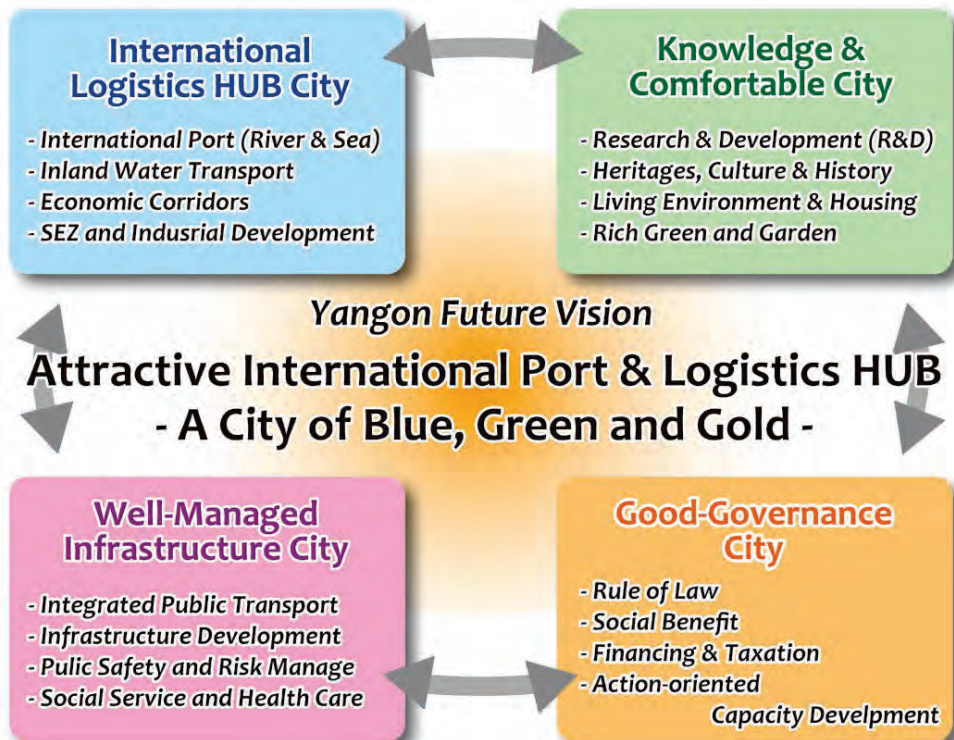 International
Logistics HUB City
- International Port (River & Sea)
- Inland Water Transport
- Economic Corridors
- SEZ and Indusrial Development
Knowledge &
Comfortable City
- Research & Development (R&D)
- Heritages, Culture & History
- Living Environment & Housing
- Rich Green and Garden
Yangon Future Vision
Attractive International Port & Logistics HUB
- A City of Blue, Green and Gold -
Well-Managed
Infrastructure City
- Integrated Public Transport
- Infrastructure Development
- Pulic Safety and Risk Manage
- Social Service and Health Care
Good-Governance
City
- Rule of Law
- Social Benefit
- Financing & Taxation
- Action-oriented
Capacity Develpment